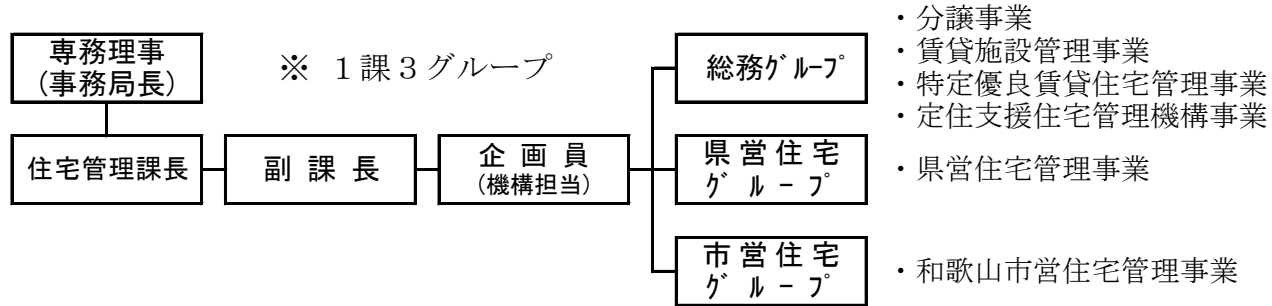 専務理事
(事務局長)
※ 1課3グループ
総務ｸﾞﾙｰﾌﾟ
・分譲事業
・賃貸施設管理事業
・特定優良賃貸住宅管理事業
・定住支援住宅管理機構事業
住宅管理課長
副 課 長
企 画 員
(機構担当)
県 営 住 宅
ｸﾞ ﾙ ｰ ﾌﾟ
・県営住宅管理事業
市 営 住 宅
ｸﾞ ﾙ ｰ ﾌﾟ
・和歌山市営住宅管理事業